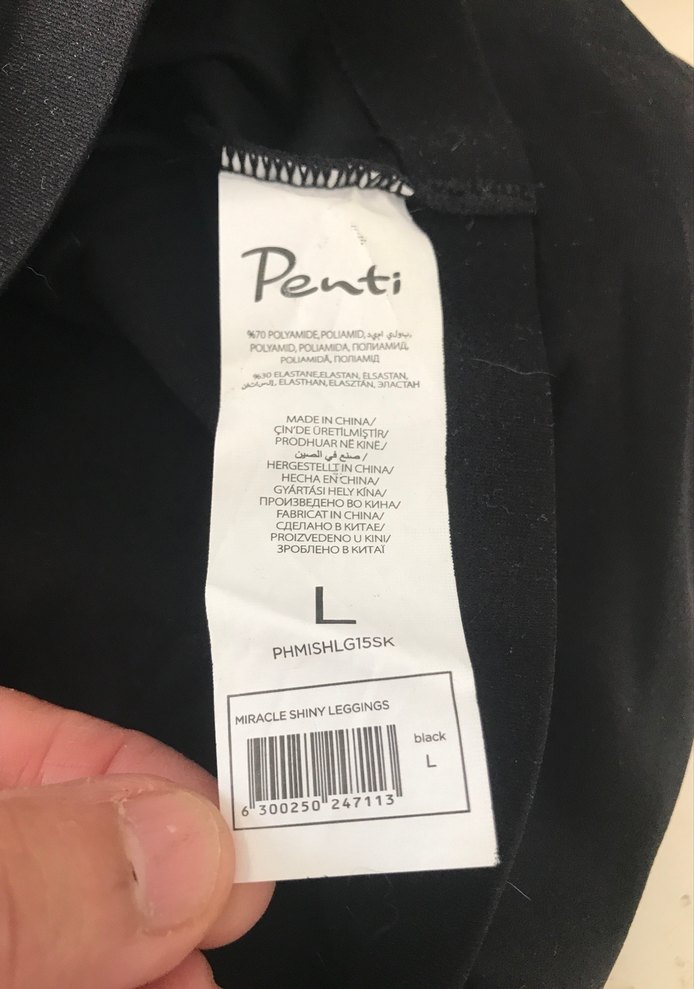 Penti
%70 POLYAMIDE, POLIAMID, بولي اميد,
POLYAMID, POLIAMIDA, ПОЛИАМИД,
POLIAMIDĂ, ПОЛІАМІД
%30 ELASTANE, ELASTAN, ELSASTAN,
ELASTHAN, ELASZTÁN, ЭЛАСТАН
MADE IN CHINA/
ÇİN'DE ÜRETİLMİŞTİR/
PRODHUAR NË KINË/
صنع في الصين /
HERGESTELLT IN CHINA/
HECHA EN CHINA/
GYÁRTÁSI HELY KÍNA/
ПРОИЗВЕДЕНО ВО КИНА/
FABRICAT IN CHINA/
СДЕЛАНО В КИТАЕ/
PROIZVEDENO U KINI/
ЗРОБЛЕНО В КИТАЇ
L
PHMISHLG15SK
MIRACLE SHINY LEGGINGS
black
L
6 300250 247113